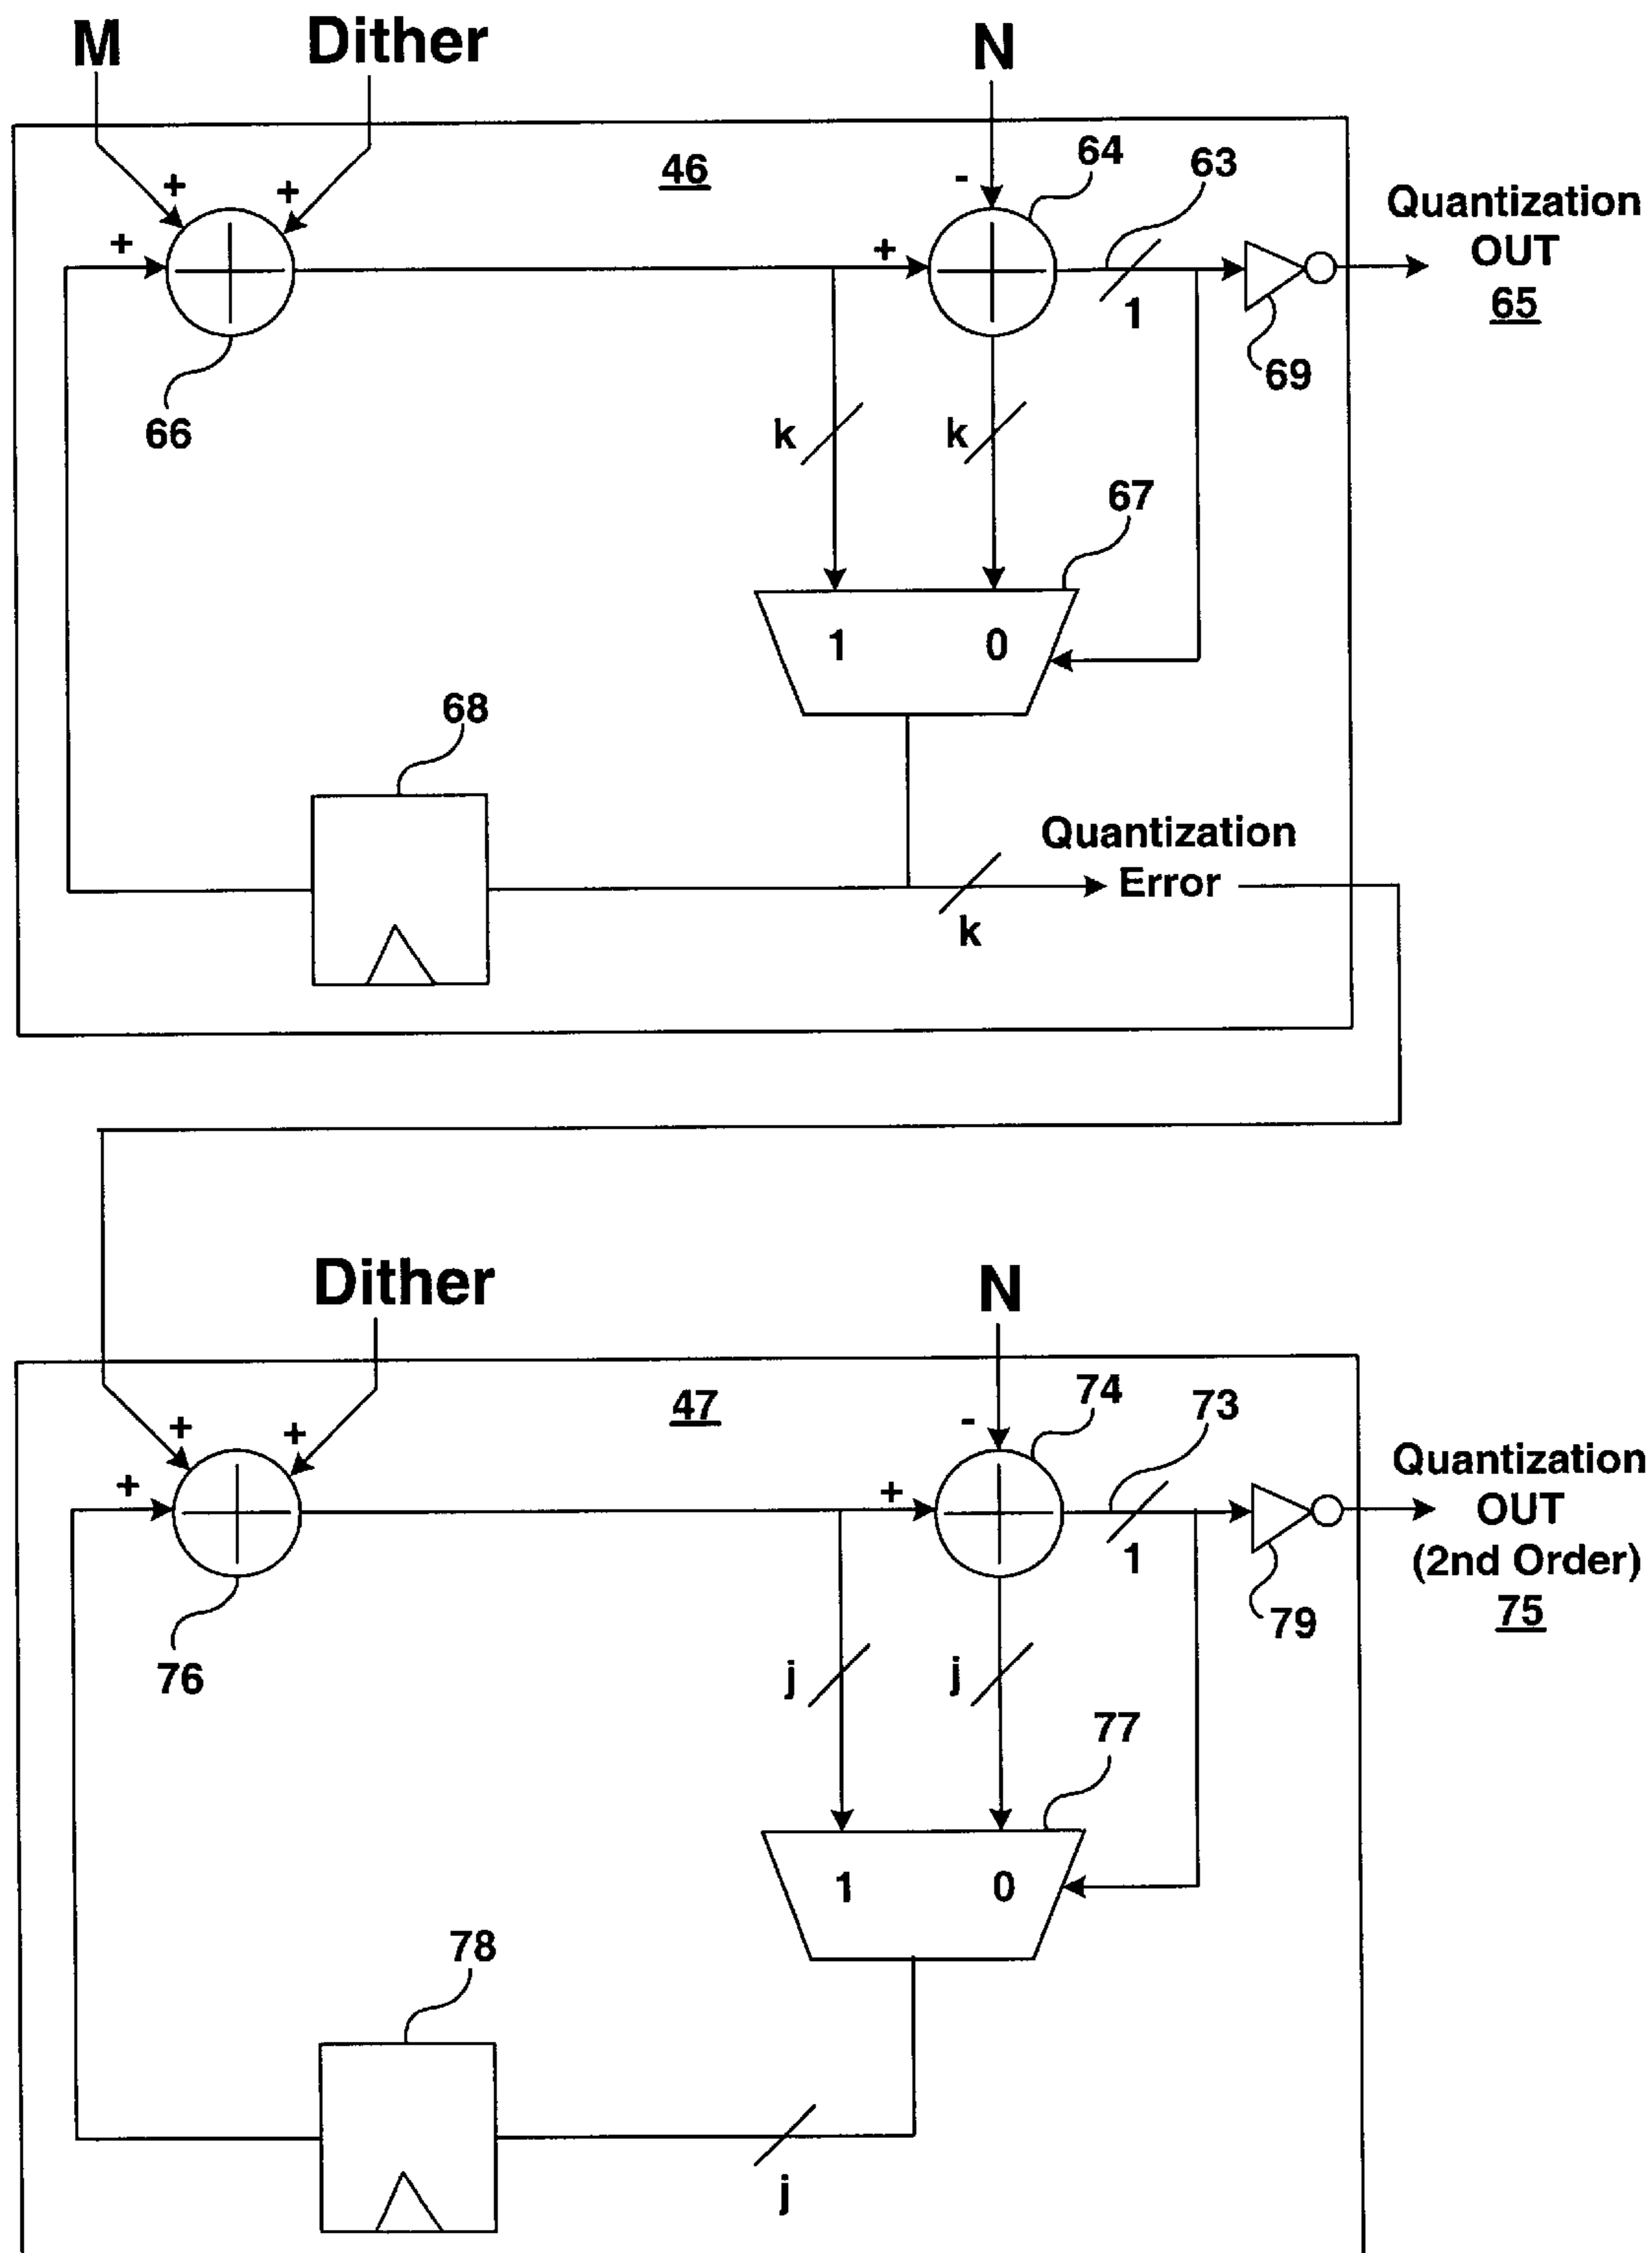 M
Dither
N
46
64
63
Quantization
OUT
65
+
+
-
+
+
1
69
66
k
k
67
1
0
68
Quantization
Error
k
Dither
N
47
74
73
Quantization
OUT
(2nd Order)
75
+
+
-
+
+
1
79
76
j
j
77
1
0
78
j